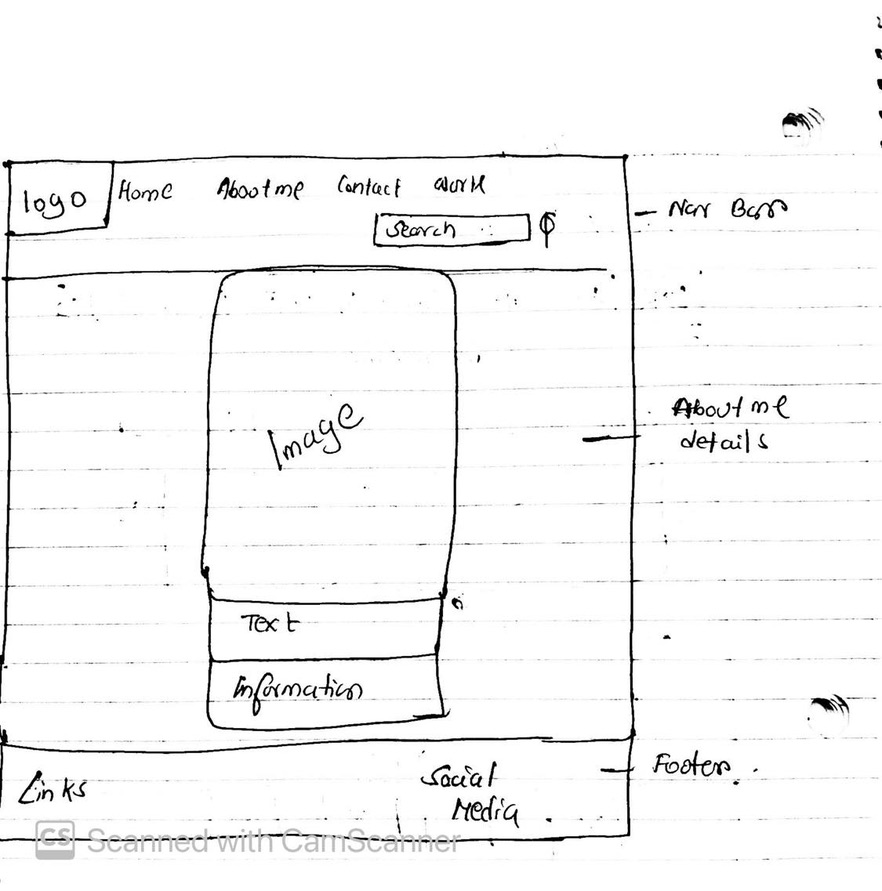 logo Home About me Contact Work
Search
Nav Bar
Image
About me
details
Text
Information
Links
Social
Media
Footer
CS Scanned with CamScanner